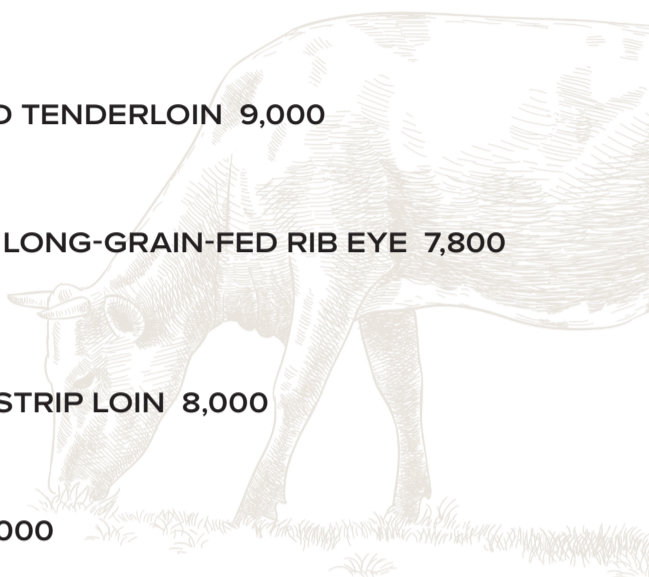 D TENDERLOIN 9,000
LONG-GRAIN-FED RIB EYE 7,800
STRIP LOIN 8,000
000